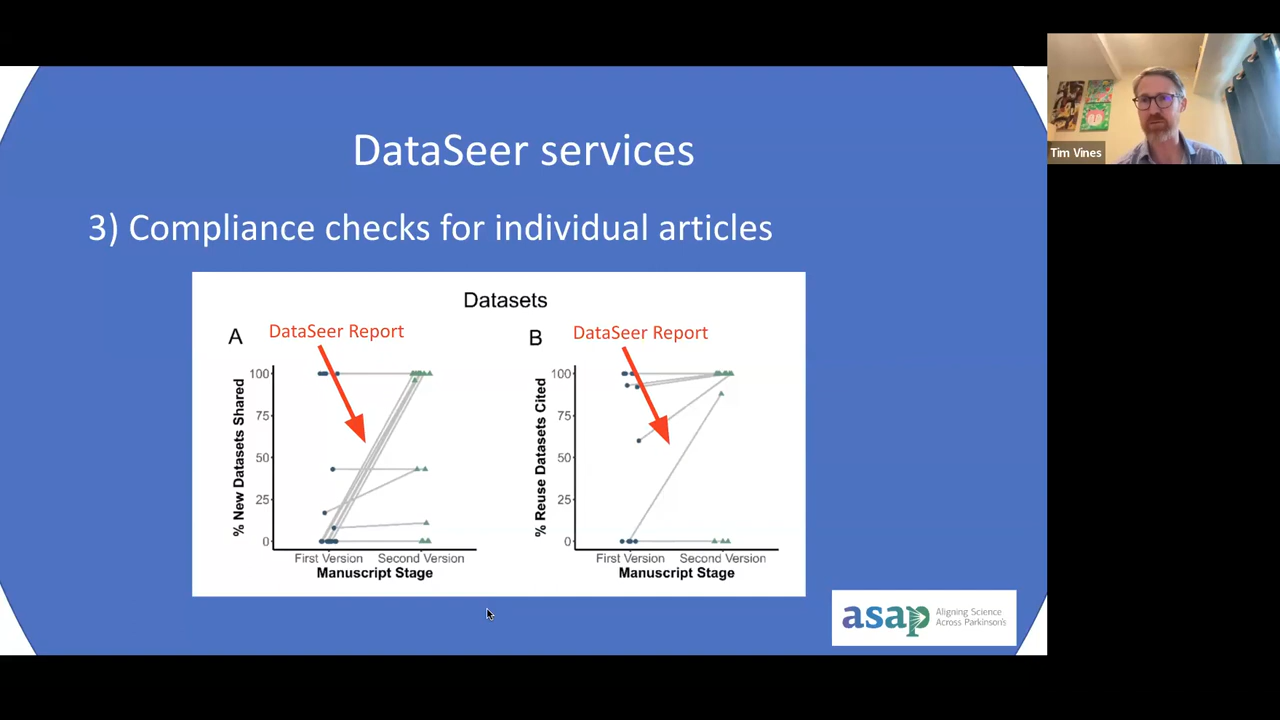 DataSeer services
3) Compliance checks for individual articles
Datasets
A
DataSeer Report
% New Datasets Shared
100
75
50
25
0
First Version
Second Version
Manuscript Stage
B
DataSeer Report
% Reuse Datasets Cited
100
75
50
25
0
First Version
Second Version
Manuscript Stage
asap
Aligning Science
Across Parkinson's
Tim Vines